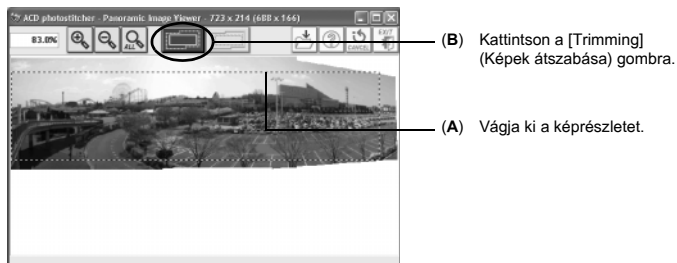 ACD photostitcher - Panoramic Image Viewer - 723 x 214 (688 x 166)
83.0%
ALL
CANCEL
EXIT
(B) Kattintson a [Trimming]
(Képek átszabása) gombra.
(A) Vágja ki a képrészletet.